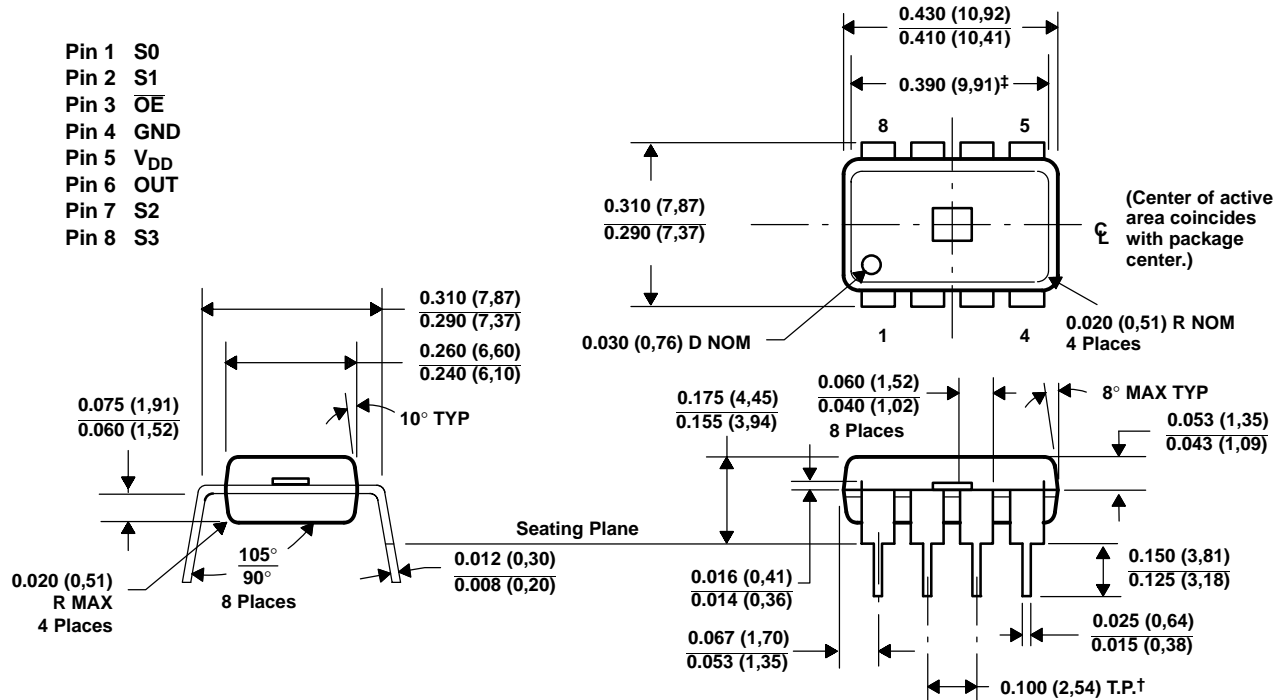 Pin 1 S0
Pin 2 S1
Pin 3 O̅E̅
Pin 4 GND
Pin 5 VDD
Pin 6 OUT
Pin 7 S2
Pin 8 S3
0.430 (10,92)
0.410 (10,41)
0.390 (9,91)‡
8
5
0.310 (7,87)
0.290 (7,37)
℄
(Center of active
area coincides
with package
center.)
0.030 (0,76) D NOM
1
4
0.020 (0,51) R NOM
4 Places
0.310 (7,87)
0.290 (7,37)
0.260 (6,60)
0.240 (6,10)
0.075 (1,91)
0.060 (1,52)
10° TYP
0.020 (0,51)
R MAX
4 Places
105°
90°
8 Places
0.012 (0,30)
0.008 (0,20)
Seating Plane
0.175 (4,45)
0.155 (3,94)
0.060 (1,52)
0.040 (1,02)
8 Places
8° MAX TYP
0.053 (1,35)
0.043 (1,09)
0.016 (0,41)
0.014 (0,36)
0.150 (3,81)
0.125 (3,18)
0.067 (1,70)
0.053 (1,35)
0.025 (0,64)
0.015 (0,38)
0.100 (2,54) T.P.†